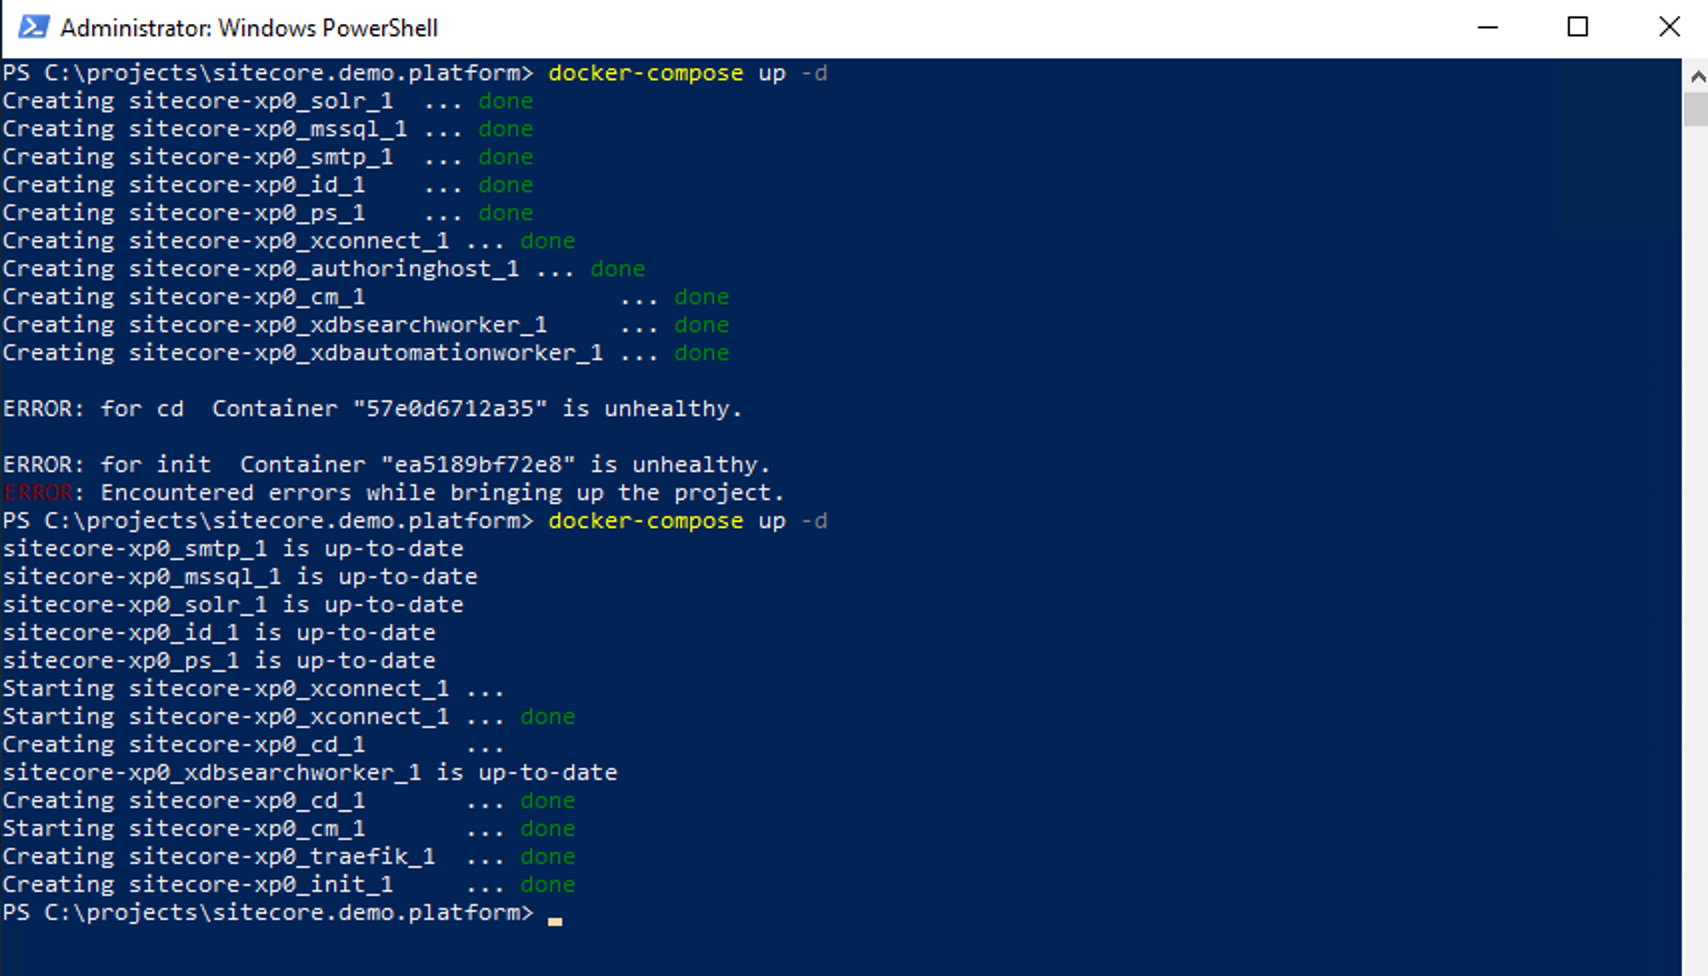 Administrator: Windows PowerShell
PS C:\projects\sitecore.demo.platform> docker-compose up -d
Creating sitecore-xp0_solr_1  ... done
Creating sitecore-xp0_mssql_1 ... done
Creating sitecore-xp0_smtp_1  ... done
Creating sitecore-xp0_id_1    ... done
Creating sitecore-xp0_ps_1    ... done
Creating sitecore-xp0_xconnect_1 ... done
Creating sitecore-xp0_authoringhost_1 ... done
Creating sitecore-xp0_cm_1                  ... done
Creating sitecore-xp0_xdbsearchworker_1     ... done
Creating sitecore-xp0_xdbautomationworker_1 ... done
ERROR: for cd  Container "57e0d6712a35" is unhealthy.
ERROR: for init  Container "ea5189bf72e8" is unhealthy.
ERROR: Encountered errors while bringing up the project.
PS C:\projects\sitecore.demo.platform> docker-compose up -d
sitecore-xp0_smtp_1 is up-to-date
sitecore-xp0_mssql_1 is up-to-date
sitecore-xp0_solr_1 is up-to-date
sitecore-xp0_id_1 is up-to-date
sitecore-xp0_ps_1 is up-to-date
Starting sitecore-xp0_xconnect_1 ...
Starting sitecore-xp0_xconnect_1 ... done
Creating sitecore-xp0_cd_1       ...
sitecore-xp0_xdbsearchworker_1 is up-to-date
Creating sitecore-xp0_cd_1       ... done
Starting sitecore-xp0_cm_1       ... done
Creating sitecore-xp0_traefik_1  ... done
Creating sitecore-xp0_init_1     ... done
PS C:\projects\sitecore.demo.platform>